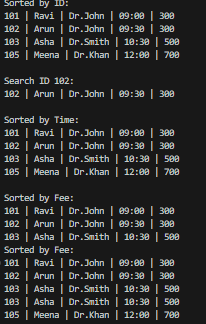 Sorted by ID:
101 | Ravi | Dr.John | 09:00 | 300
102 | Arun | Dr.John | 09:30 | 300
103 | Asha | Dr.Smith | 10:30 | 500
105 | Meena | Dr.Khan | 12:00 | 700

Search ID 102:
102 | Arun | Dr.John | 09:30 | 300

Sorted by Time:
101 | Ravi | Dr.John | 09:00 | 300
102 | Arun | Dr.John | 09:30 | 300
103 | Asha | Dr.Smith | 10:30 | 500
105 | Meena | Dr.Khan | 12:00 | 700

Sorted by Fee:
101 | Ravi | Dr.John | 09:00 | 300
102 | Arun | Dr.John | 09:30 | 300
103 | Asha | Dr.Smith | 10:30 | 500
Sorted by Fee:
101 | Ravi | Dr.John | 09:00 | 300
102 | Arun | Dr.John | 09:30 | 300
103 | Asha | Dr.Smith | 10:30 | 500
103 | Asha | Dr.Smith | 10:30 | 500
105 | Meena | Dr.Khan | 12:00 | 700